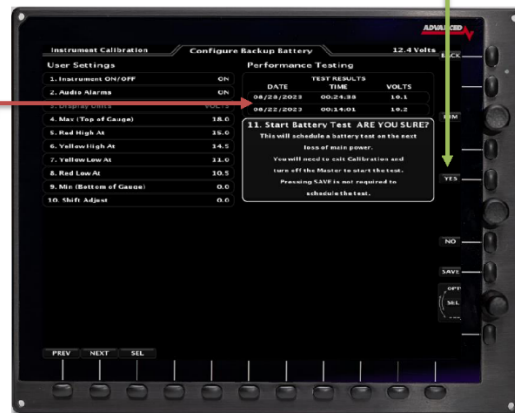 ADVANCED
Instrument Calibration
Configure Backup Battery
12.4 Volts
BACK
User Settings
1. Instrument ON/OFF ON
2. Audio Alarms ON
3. Display Units VOLTS
4. Max (Top of Gauge) 18.0
5. Red High At 15.0
6. Yellow High At 14.5
7. Yellow Low At 11.0
8. Red Low At 10.5
9. Min (Bottom of Gauge) 0.0
10. Shift Adjust 0.0
Performance Testing
TEST RESULTS
DATE TIME VOLTS
08/28/2023 00:24:38 10.1
08/22/2023 00:14:01 10.2
11. Start Battery Test ARE YOU SURE?
This will schedule a battery test on the next
loss of main power.
You will need to exit Calibration and
turn off the Master to start the test.
Pressing SAVE is not required to
schedule the test.
DIM
YES
NO
SAVE
SEL
PREV NEXT SEL